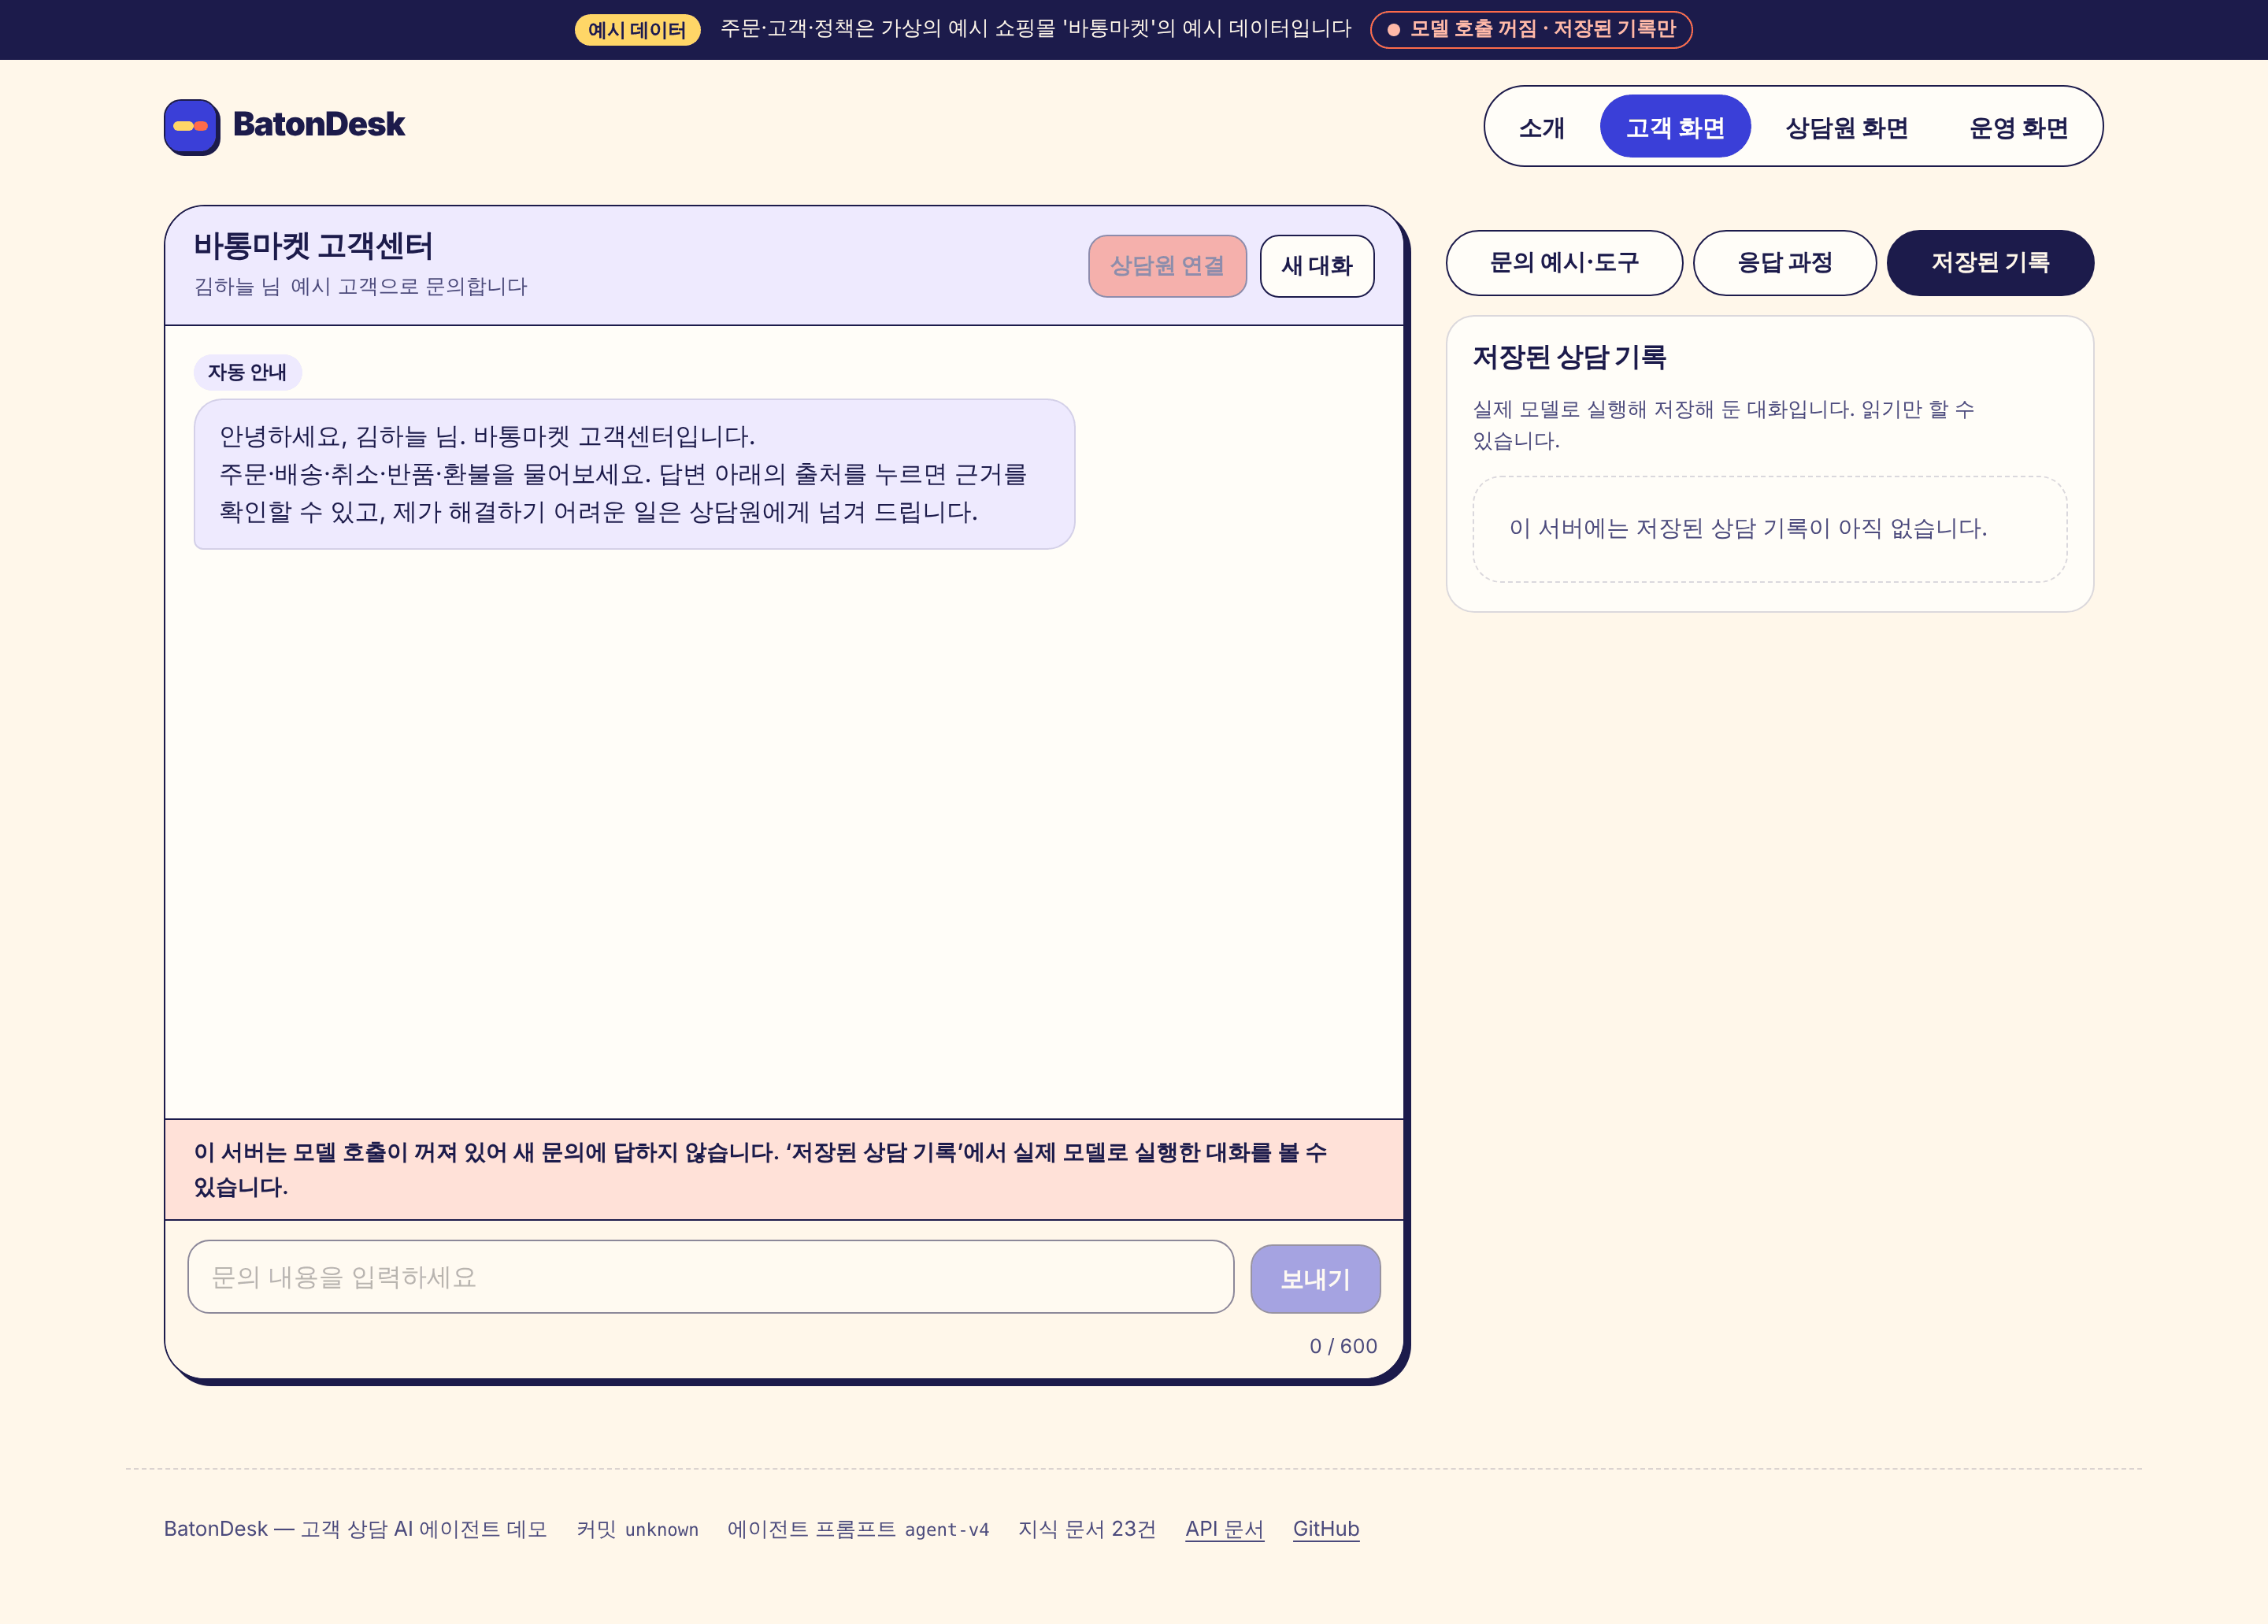 예시 데이터 주문·고객·정책은 가상의 예시 쇼핑몰 '바통마켓'의 예시 데이터입니다 모델 호출 꺼짐 · 저장된 기록만
BatonDesk
소개 고객 화면 상담원 화면 운영 화면
바통마켓 고객센터
김하늘 님 예시 고객으로 문의합니다
상담원 연결 새 대화
자동 안내
안녕하세요, 김하늘 님. 바통마켓 고객센터입니다.
주문·배송·취소·반품·환불을 물어보세요. 답변 아래의 출처를 누르면 근거를
확인할 수 있고, 제가 해결하기 어려운 일은 상담원에게 넘겨 드립니다.
이 서버는 모델 호출이 꺼져 있어 새 문의에 답하지 않습니다. ‘저장된 상담 기록’에서 실제 모델로 실행한 대화를 볼 수
있습니다.
문의 내용을 입력하세요
보내기
0 / 600
문의 예시·도구 응답 과정 저장된 기록
저장된 상담 기록
실제 모델로 실행해 저장해 둔 대화입니다. 읽기만 할 수
있습니다.
이 서버에는 저장된 상담 기록이 아직 없습니다.
BatonDesk — 고객 상담 AI 에이전트 데모 커밋 unknown 에이전트 프롬프트 agent-v4 지식 문서 23건 API 문서 GitHub